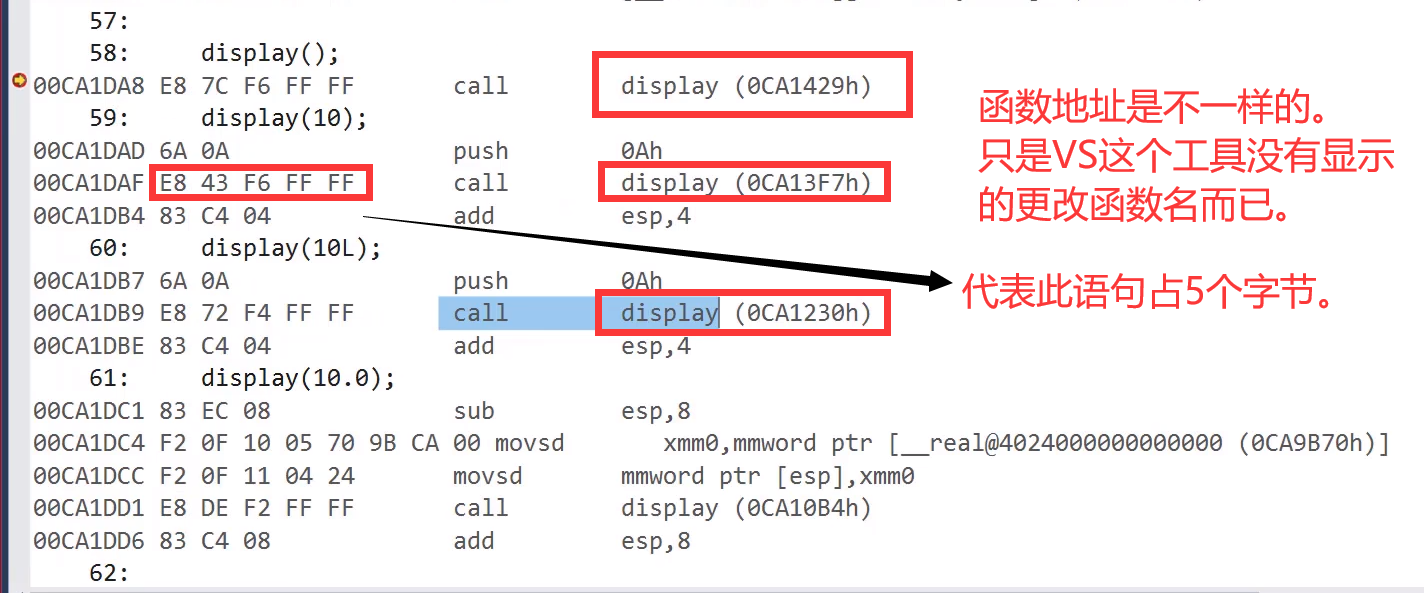 57:
58: display();
00CA1DA8 E8 7C F6 FF FF call display (0CA1429h)
59: display(10);
00CA1DAD 6A 0A push 0Ah
00CA1DAF E8 43 F6 FF FF call display (0CA13F7h)
00CA1DB4 83 C4 04 add esp,4
60: display(10L);
00CA1DB7 6A 0A push 0Ah
00CA1DB9 E8 72 F4 FF FF call display (0CA1230h)
00CA1DBE 83 C4 04 add esp,4
61: display(10.0);
00CA1DC1 83 EC 08 sub esp,8
00CA1DC4 F2 0F 10 05 70 9B CA 00 movsd xmm0,mmword ptr [__real@4024000000000000 (0CA9B70h)]
00CA1DCC F2 0F 11 04 24 movsd mmword ptr [esp],xmm0
00CA1DD1 E8 DE F2 FF FF call display (0CA10B4h)
00CA1DD6 83 C4 08 add esp,8
62:
函数地址是不一样的。
只是VS这个工具没有显示
的更改函数名而已。
代表此语句占5个字节。